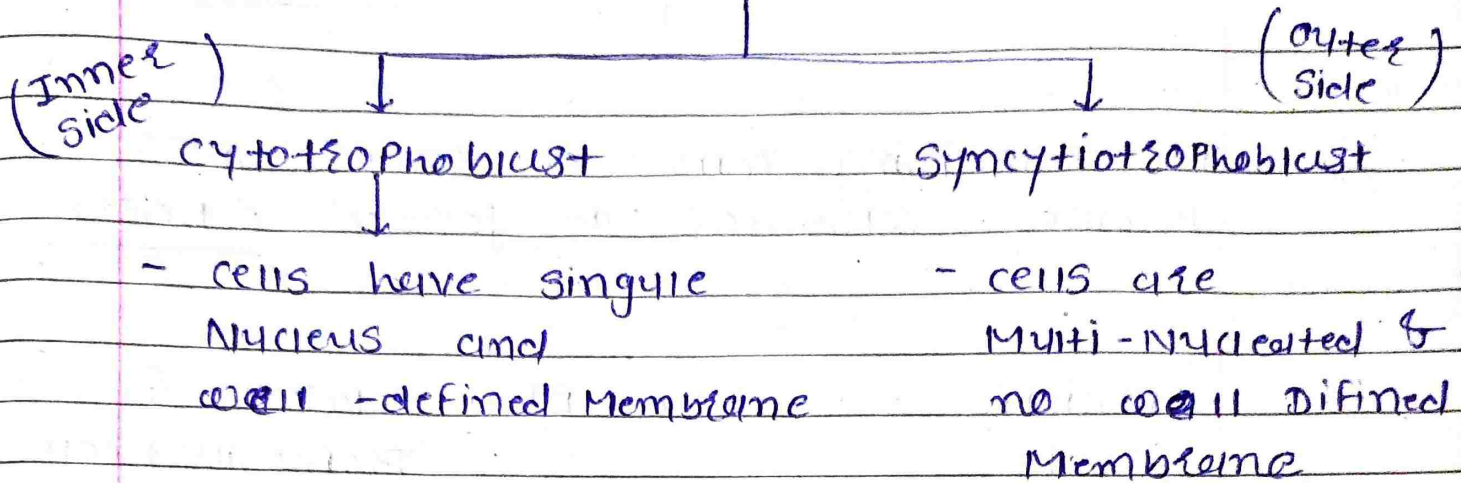 (Inner side)
(Outer Side)
Cytotrophoblast
Syncytiotrophoblast
- cells have singule
Nucleus and
well -defined Membrane
- cells are
Multi-Nucleated &
no well Difined
Membrane